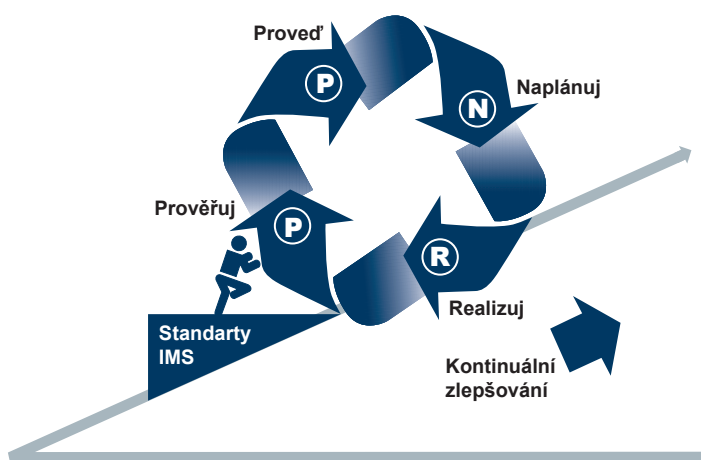 Proveď
P
Naplánuj
N
Prověřuj
P
R
Realizuj
Standarty
IMS
Kontinuální
zlepšování